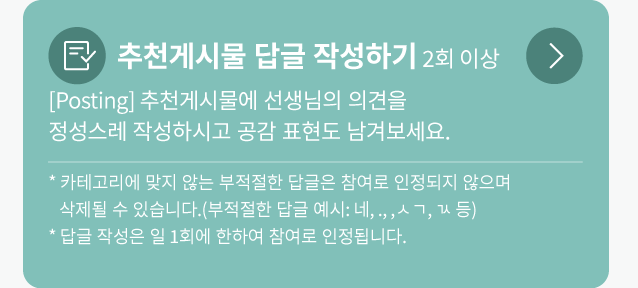 추천게시물 답글 작성하기 2회 이상
[Posting] 추천게시물에 선생님의 의견을
정성스레 작성하시고 공감 표현도 남겨보세요.
* 카테고리에 맞지 않는 부적절한 답글은 참여로 인정되지 않으며
삭제될 수 있습니다.(부적절한 답글 예시: 네, ., ,ㅅㄱ, ㄳ 등)
* 답글 작성은 일 1회에 한하여 참여로 인정됩니다.